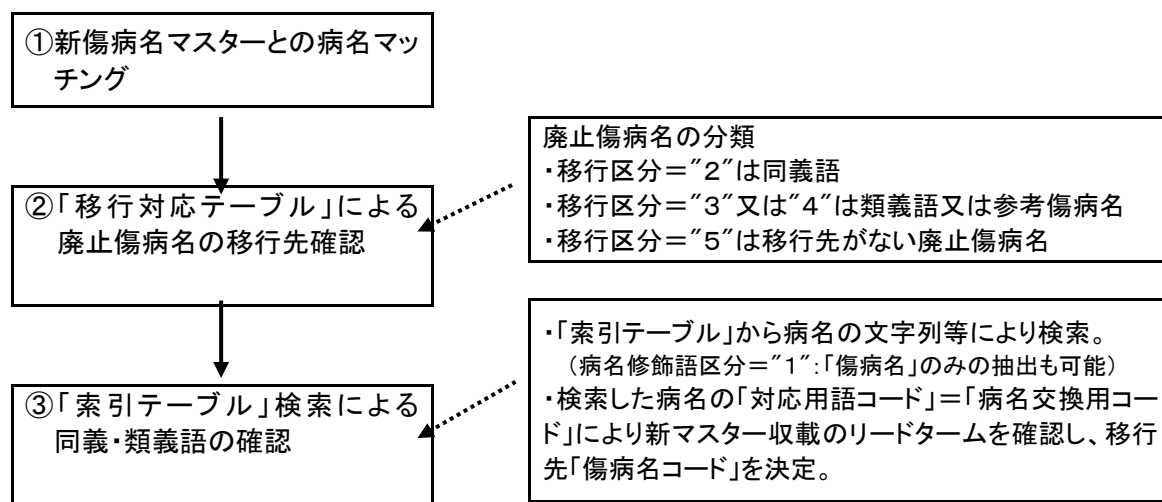 ①新傷病名マスターとの病名マッ
チング
廃止傷病名の分類
・移行区分＝"2"は同義語
・移行区分＝"3"又は"4"は類義語又は参考傷病名
・移行区分＝"5"は移行先がない廃止傷病名
②「移行対応テーブル」による
廃止傷病名の移行先確認
・「索引テーブル」から病名の文字列等により検索。
（病名修飾語区分＝"1"：「傷病名」のみの抽出も可能）
・検索した病名の「対応用語コード」＝「病名交換用コー
ド」により新マスター収載のリードタームを確認し、移行
先「傷病名コード」を決定。
③「索引テーブル」検索による
同義・類義語の確認